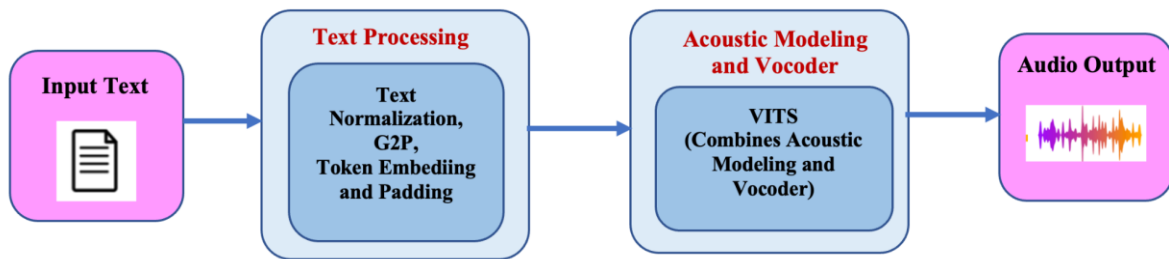 Input Text
Text Processing
Text
Normalization,
G2P,
Token Embediing
and Padding
Acoustic Modeling
and Vocoder
VITS
(Combines Acoustic
Modeling and
Vocoder)
Audio Output